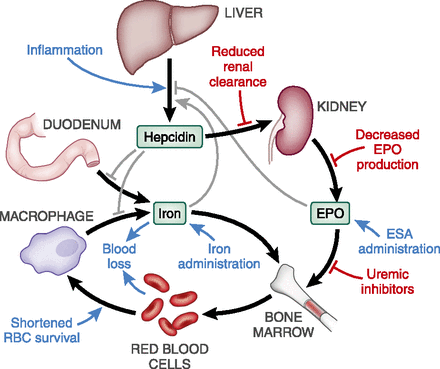 LIVER
Inflammation
Reduced
renal
clearance
KIDNEY
DUODENUM
Hepcidin
Decreased
EPO
production
MACROPHAGE
Iron
EPO
Blood
loss
Iron
administration
ESA
administration
Uremic
inhibitors
BONE
MARROW
Shortened
RBC survival
RED BLOOD
CELLS